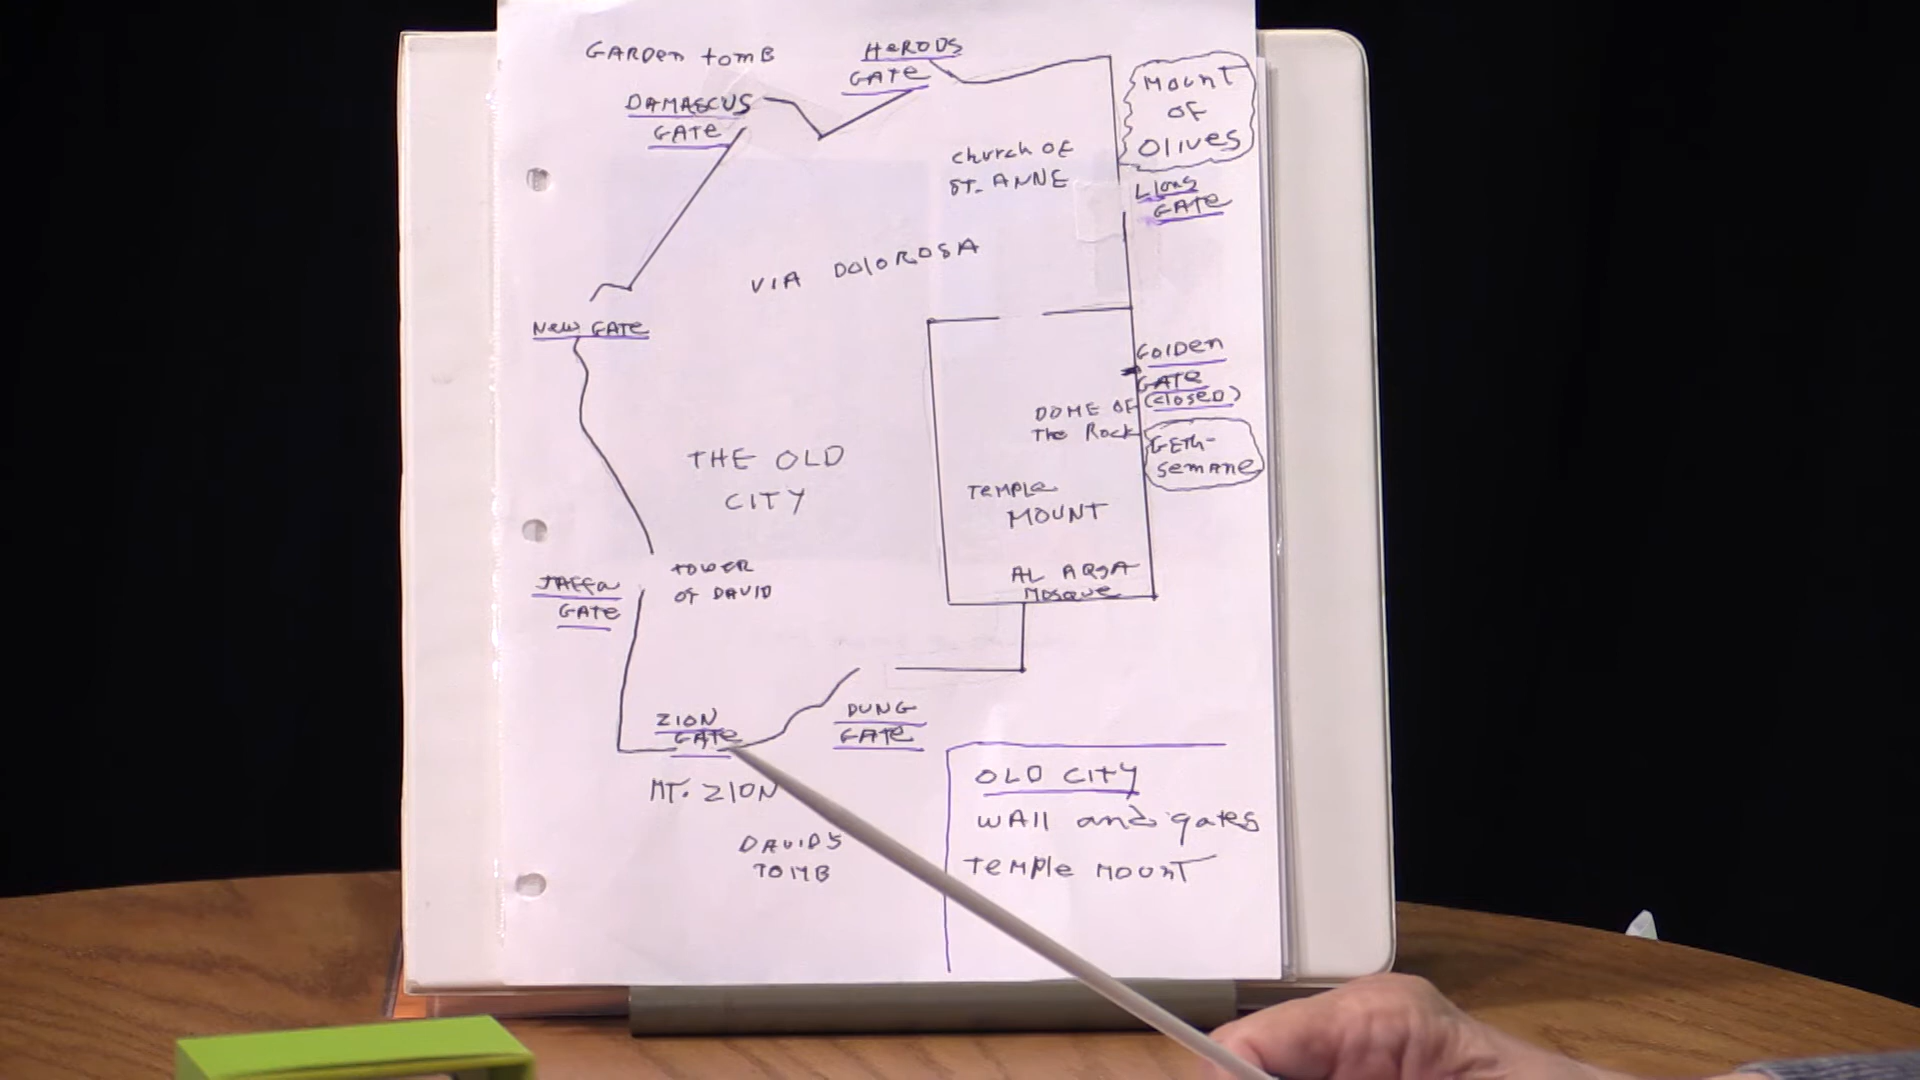 GARDen tomB
HeRODS
GATe
DAMASCUS
GATe
Mount
OF
Olives
church OF
ST. ANNE
Lions
GATe
VIA DOlOROSA
New GATe
GOlDen
GATe
(closed)
DOME OF
The Rock
GETH-
semane
THE OLD
CITY
TeMPLe
MOUNT
AL AQSA
Mosque
TOWER
OF DAVID
JAFFa
GATe
ZION
GATe
DUNG
GATe
MT. ZION
DAVIDS
TOMB
OLD CITY
WAll and gates
TeMPle MounT